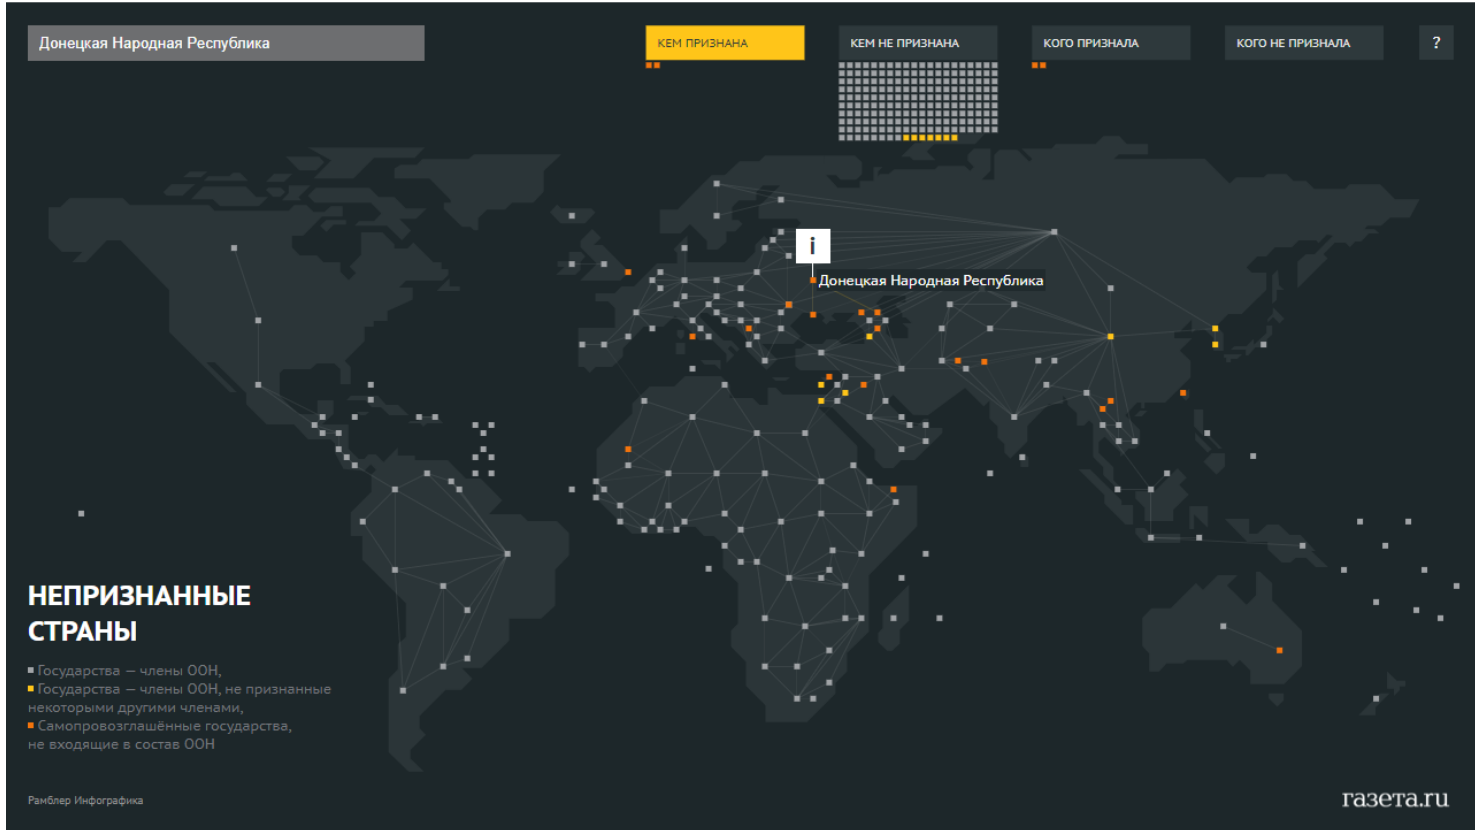 Донецкая Народная Республика
КЕМ ПРИЗНАНА
КЕМ НЕ ПРИЗНАНА
КОГО ПРИЗНАЛА
КОГО НЕ ПРИЗНАЛА
?
i
Донецкая Народная Республика
НЕПРИЗНАННЫЕ
СТРАНЫ
Государства — члены ООН,
Государства — члены ООН, не признанные
некоторыми другими членами,
Самопровозглашённые государства,
не входящие в состав ООН
Рамблер Инфографика
газета.ru